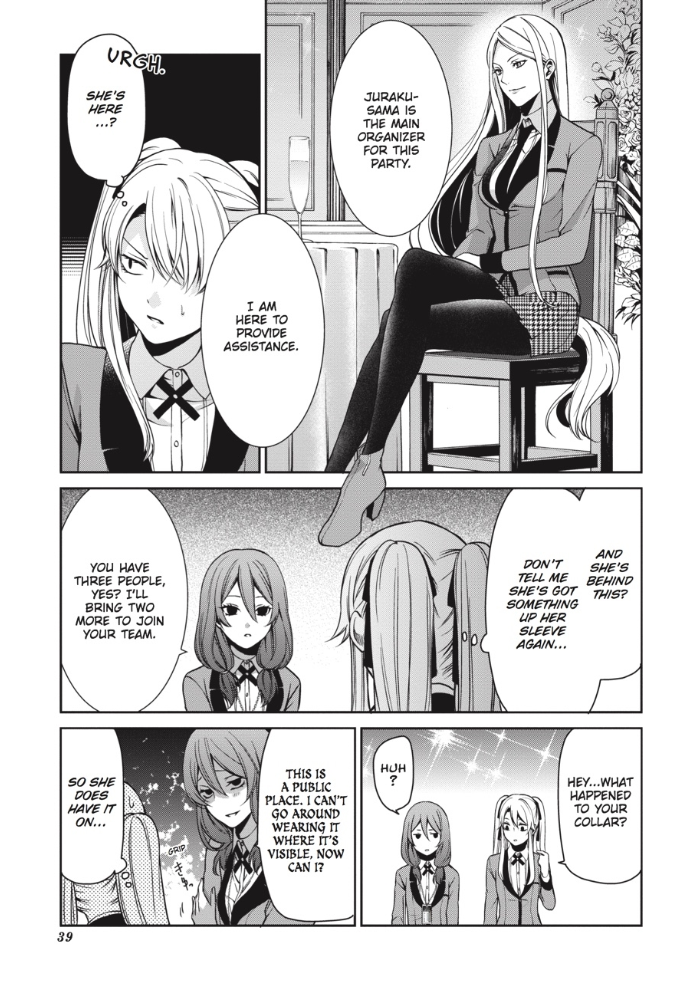 JURAKU-
SAMA
IS THE
MAIN
ORGANIZER
FOR
THIS
PARTY.
URGH.
SHE'S
HERE
...?
I AM
HERE TO
PROVIDE
ASSISTANCE.
AND
SHE'S
BEHIND
THIS?
DON'T
TELL ME
SHE'S GOT
SOMETHING
UP HER
SLEEVE
AGAIN...
YOU HAVE
THREE PEOPLE,
YES? I'LL
BRING TWO
MORE TO JOIN
YOUR TEAM.
HEY...WHAT
HAPPENED
TO YOUR
COLLAR?
HUH
?
THIS IS
A PUBLIC
PLACE. I CAN'T
GO AROUND
WEARING IT
WHERE IT'S
VISIBLE, NOW
CAN I?
GRIP
SO SHE
DOES
HAVE IT
ON...
39